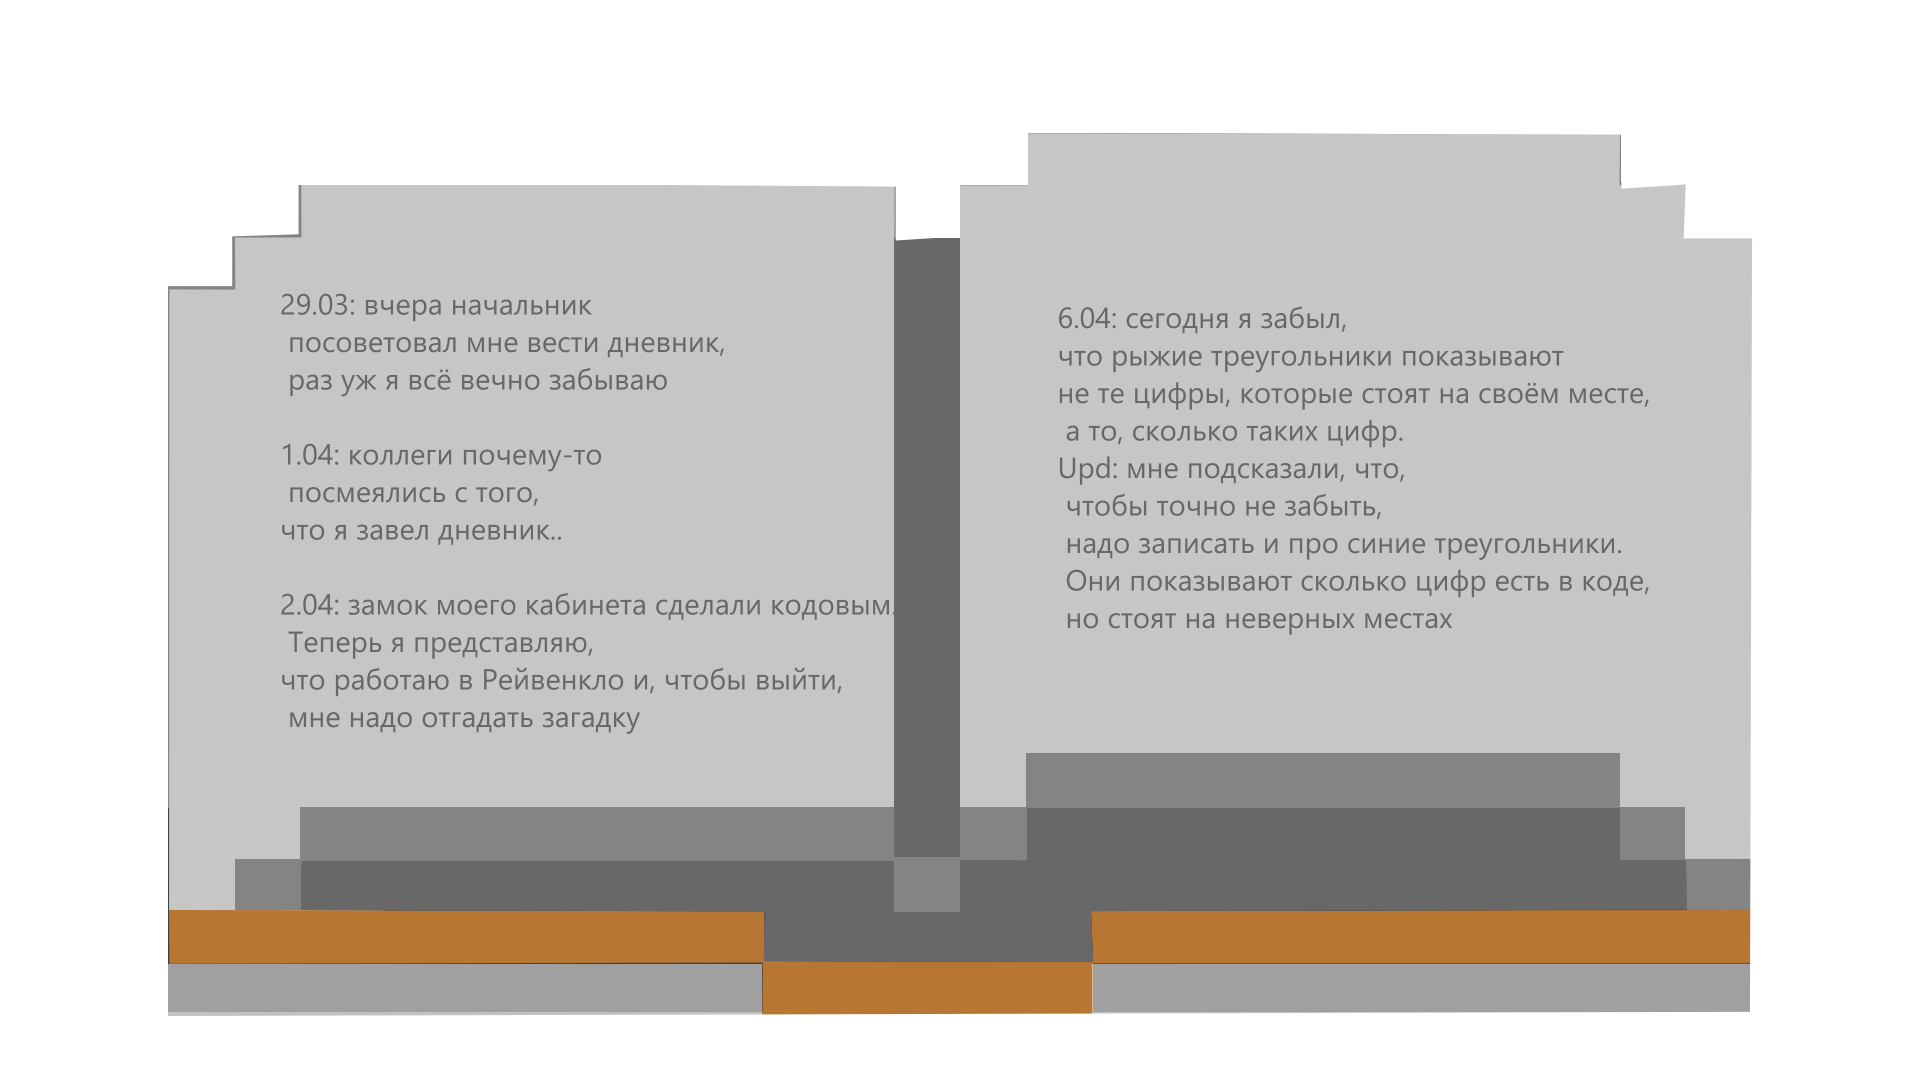 29.03: вчера начальник
посоветовал мне вести дневник,
раз уж я всё вечно забываю
1.04: коллеги почему-то
посмеялись с того,
что я завел дневник..
2.04: замок моего кабинета сделали кодовым.
Теперь я представляю,
что работаю в Рейвенкло и, чтобы выйти,
мне надо отгадать загадку
6.04: сегодня я забыл,
что рыжие треугольники показывают
не те цифры, которые стоят на своём месте,
а то, сколько таких цифр.
Upd: мне подсказали, что,
чтобы точно не забыть,
надо записать и про синие треугольники.
Они показывают сколько цифр есть в коде,
но стоят на неверных местах